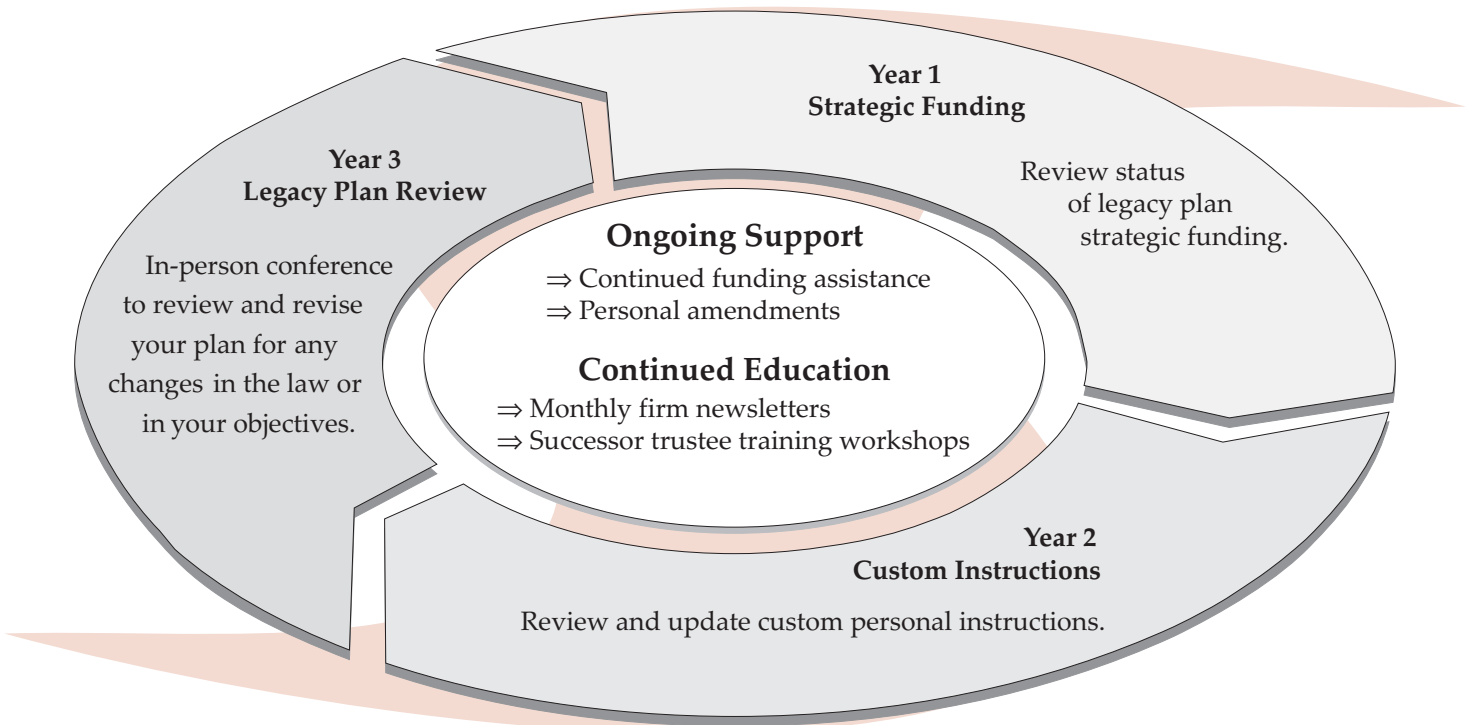 Year 1
Strategic Funding
Review status
of legacy plan
strategic funding.
Year 2
Custom Instructions
Review and update custom personal instructions.
Year 3
Legacy Plan Review
In-person conference
to review and revise
your plan for any
changes in the law or
in your objectives.
Ongoing Support
⇒ Continued funding assistance
⇒ Personal amendments
Continued Education
⇒ Monthly firm newsletters
⇒ Successor trustee training workshops